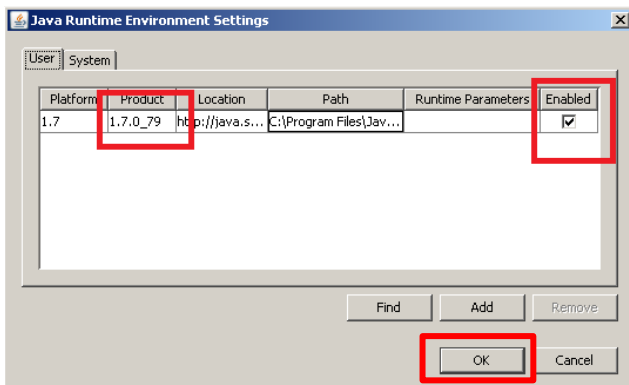 Java Runtime Environment Settings
User System
Platform Product Location Path Runtime Parameters Enabled
1.7 1.7.0_79 http://java.s... C:\Program Files\Jav...
Find Add Remove
OK Cancel